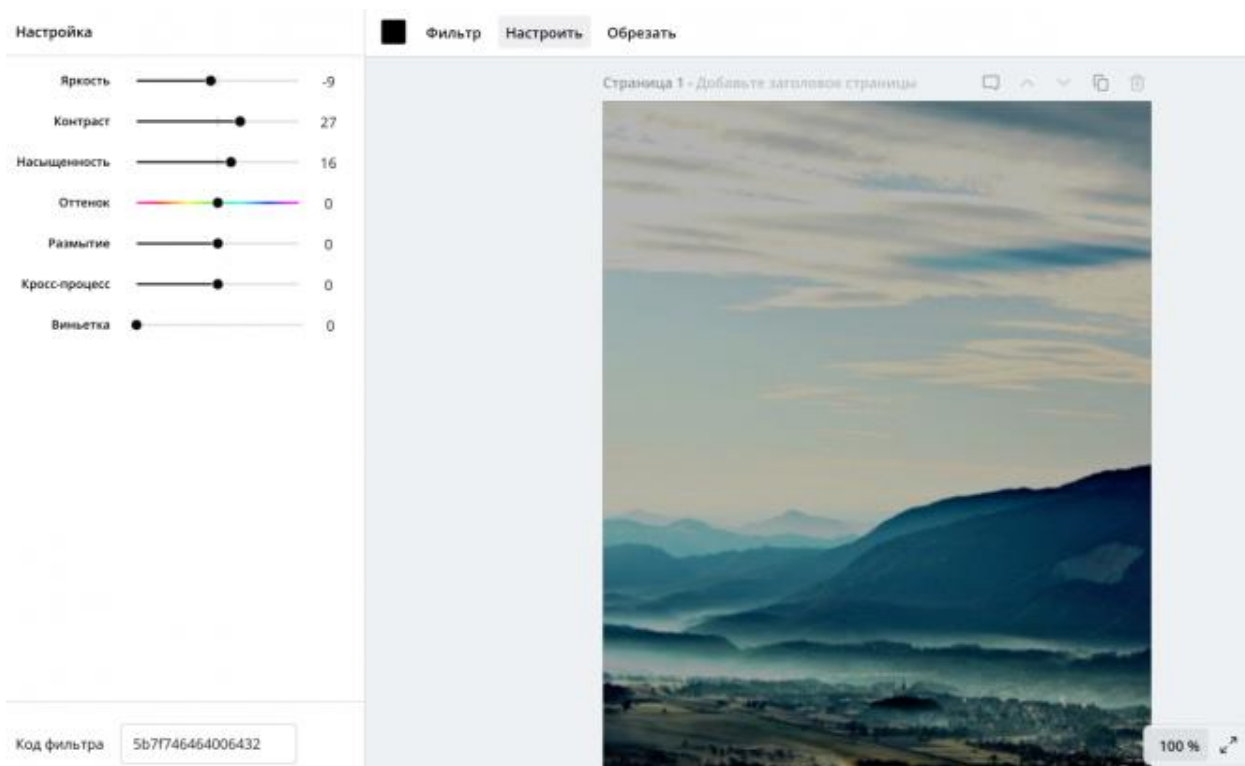 Настройка
Фильтр Настроить Обрезать
Яркость -9
Страница 1 - Добавьте заголовок страницы
Контраст 27
Насыщенность 16
Оттенок 0
Размытие 0
Кросс-процесс 0
Виньетка 0
Код фильтра 5b7f746464006432
100 %